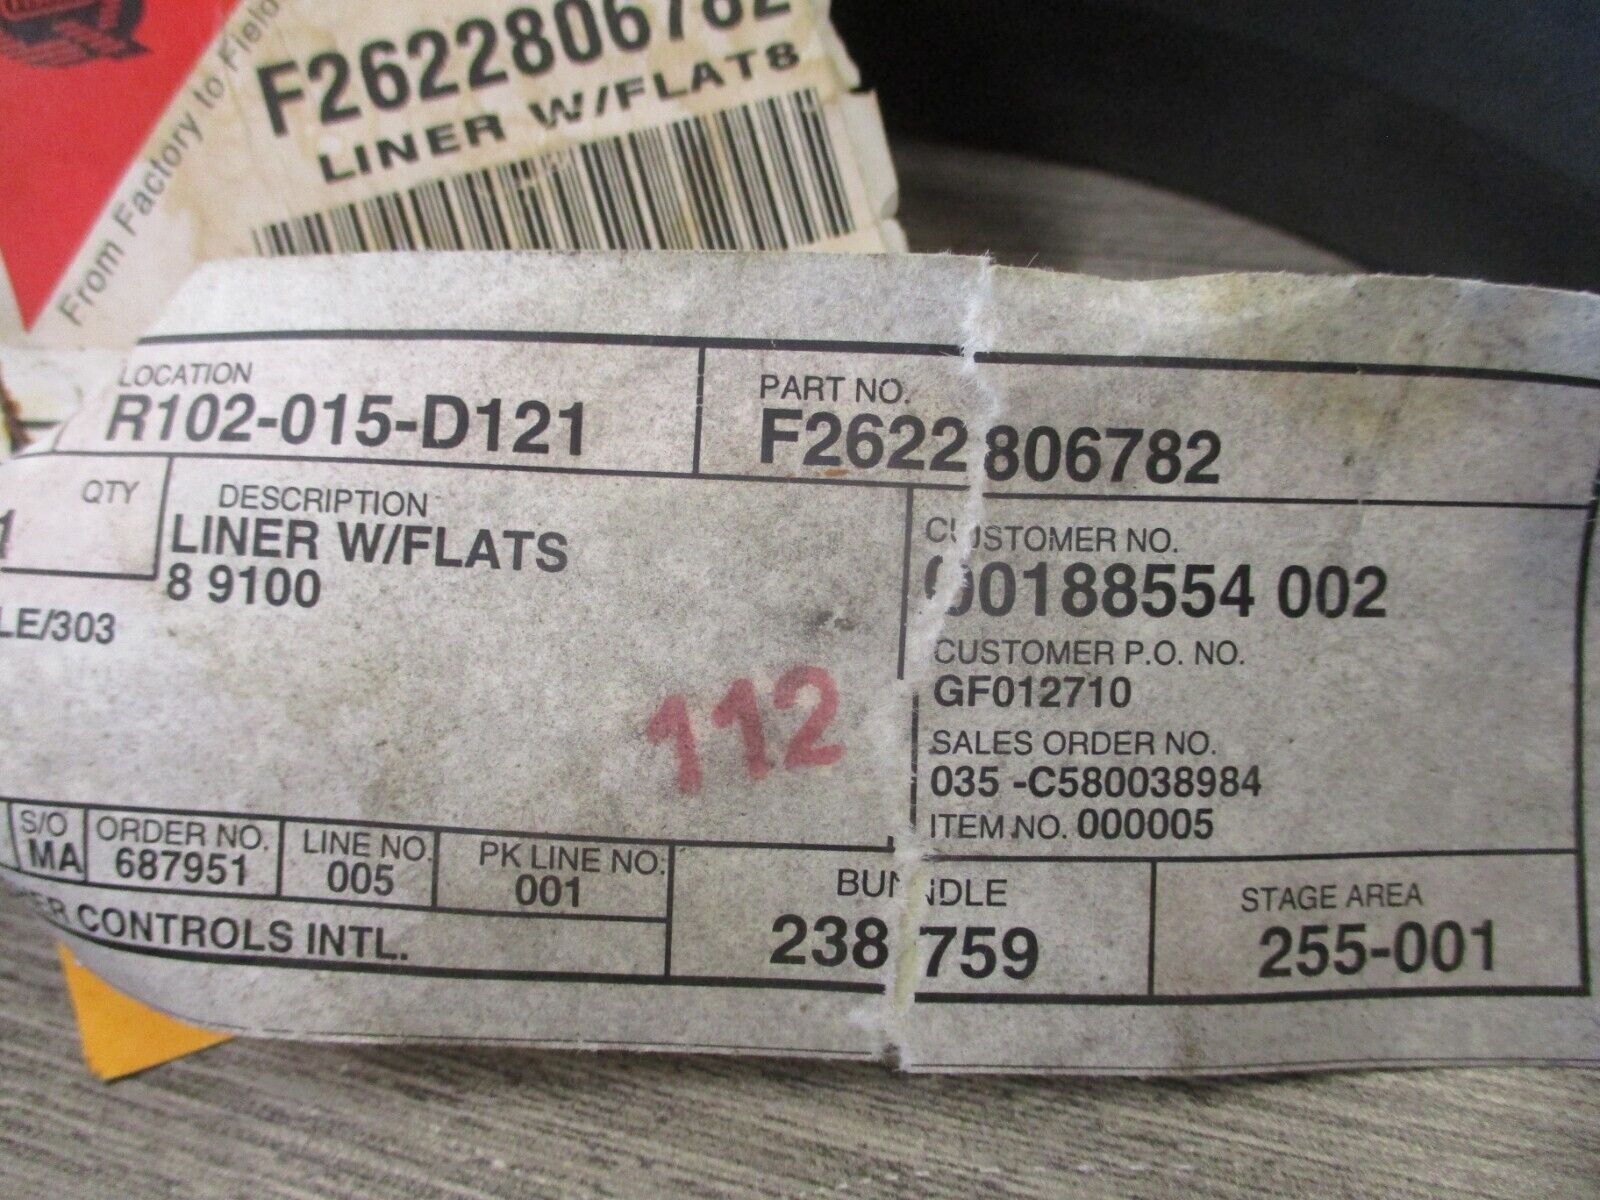 From Factory to Field
F2622806782
LINER W/FLAT8
LOCATION
R102-015-D121
PART NO.
F2622 806782
QTY
1
DESCRIPTION
LINER W/FLATS
8 9100
LE/303
112
CUSTOMER NO.
00188554 002
CUSTOMER P.O. NO.
GF012710
SALES ORDER NO.
035 -C580038984
ITEM NO. 000005
S/O
MA
ORDER NO.
687951
LINE NO.
005
PK LINE NO.
001
BUNDLE
238759
STAGE AREA
255-001
ER CONTROLS INTL.